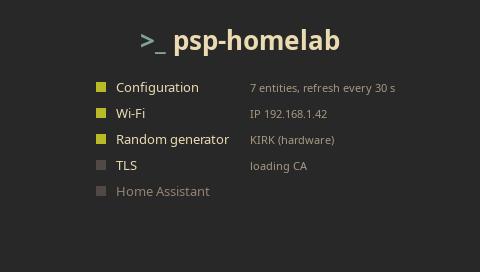 >_ psp-homelab
Configuration 7 entities, refresh every 30 s
Wi-Fi IP 192.168.1.42
Random generator KIRK (hardware)
TLS loading CA
Home Assistant